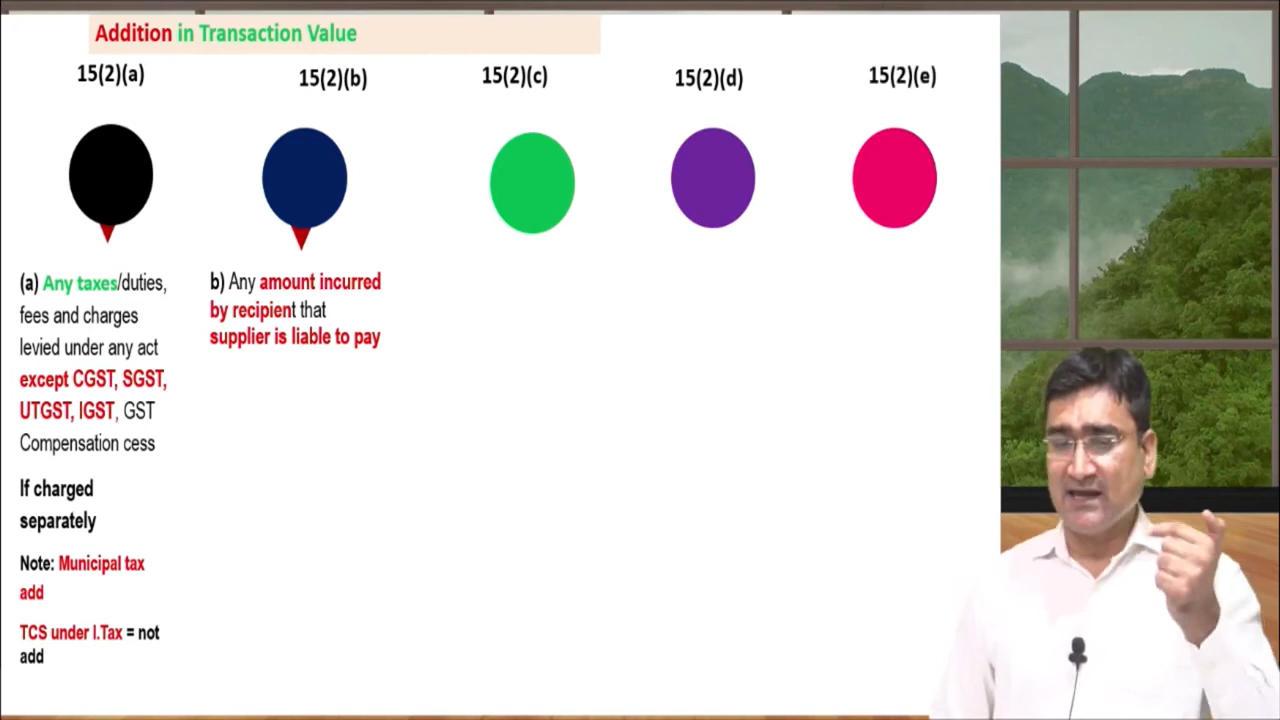 Addition in Transaction Value
15(2)(a)
15(2)(b)
15(2)(c)
15(2)(d)
15(2)(e)
(a) Any taxes/duties,
fees and charges
levied under any act
except CGST, SGST,
UTGST, IGST, GST
Compensation cess
If charged
separately
Note: Municipal tax
add
TCS under I.Tax = not
add
b) Any amount incurred
by recipient that
supplier is liable to pay